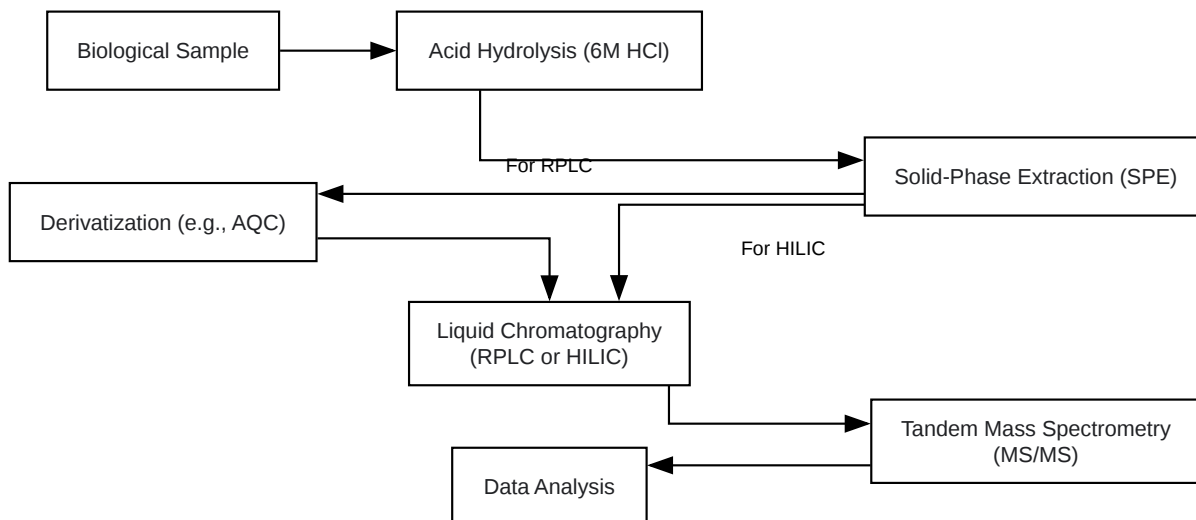 Biological Sample
Acid Hydrolysis (6M HCl)
For RPLC
Solid-Phase Extraction (SPE)
Derivatization (e.g., AQC)
For HILIC
Liquid Chromatography
(RPLC or HILIC)
Tandem Mass Spectrometry
(MS/MS)
Data Analysis